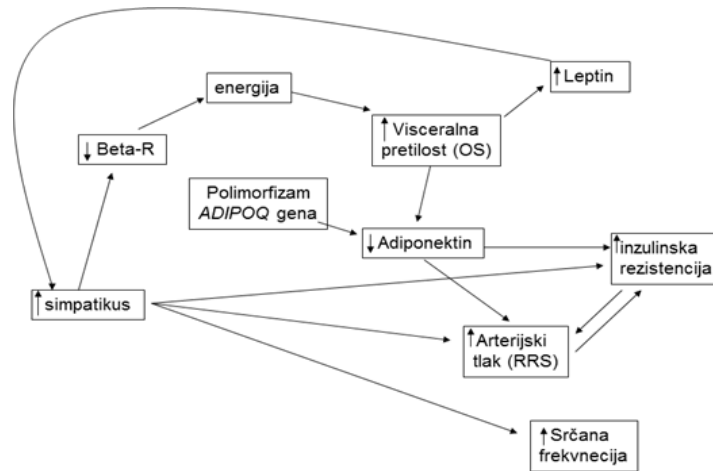 ↑Leptin
energija
↑ Visceralna
pretilost (OS)
↓ Beta-R
Polimorfizam
ADIPOQ gena
↓Adiponektin
↑inzulinska
rezistencija
↑simpatikus
↑Arterijski
tlak (RRS)
↑Srčana
frekvnecija